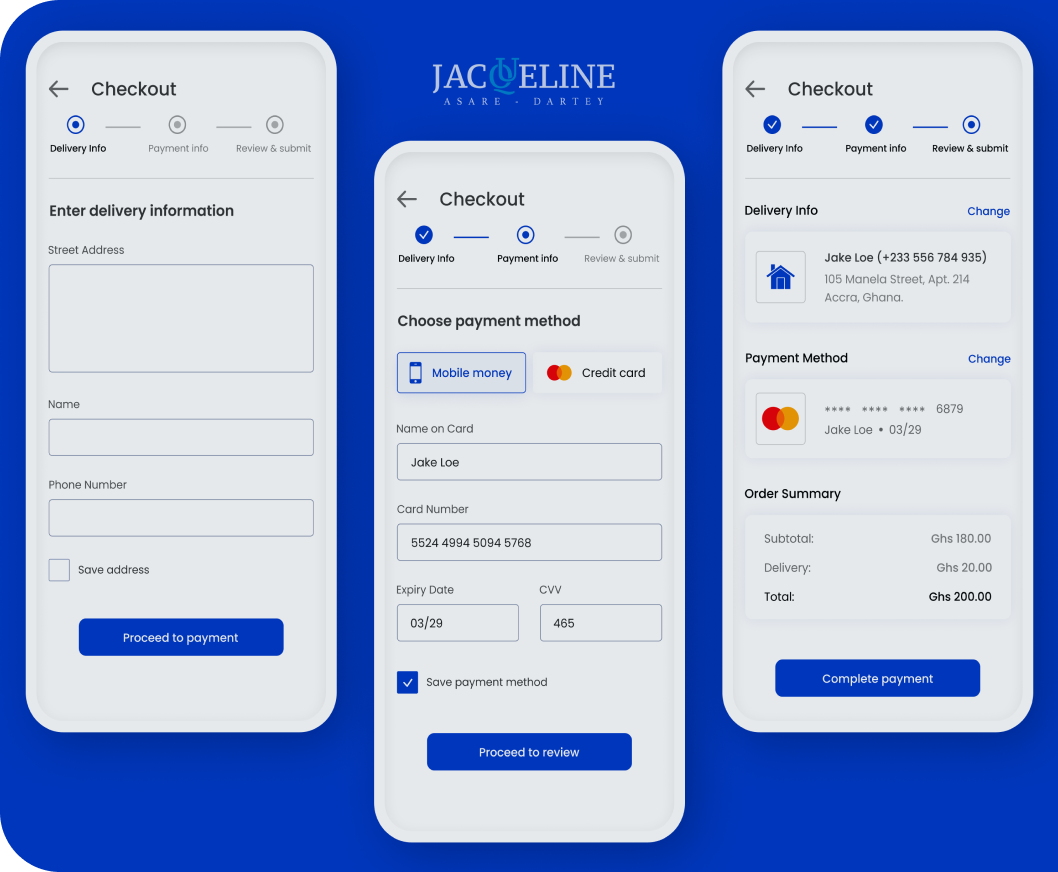 JACQUELINE
ASARE - DARTEY
Checkout
Delivery Info Payment info Review & submit
Enter delivery information
Street Address
Name
Phone Number
Save address
Proceed to payment
Checkout
Delivery Info Payment info Review & submit
Choose payment method
Mobile money Credit card
Name on Card
Jake Loe
Card Number
5524 4994 5094 5768
Expiry Date CVV
03/29 465
Save payment method
Proceed to review
Checkout
Delivery Info Payment info Review & submit
Delivery Info Change
Jake Loe (+233 556 784 935)
105 Manela Street, Apt. 214
Accra, Ghana.
Payment Method Change
**** **** **** 6879
Jake Loe • 03/29
Order Summary
Subtotal: Ghs 180.00
Delivery: Ghs 20.00
Total: Ghs 200.00
Complete payment